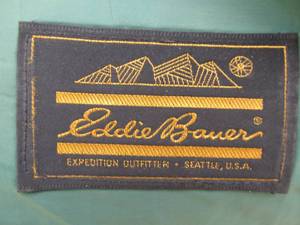 Eddie Bauer ®
EXPEDITION OUTFITTER • SEATTLE, U.S.A.